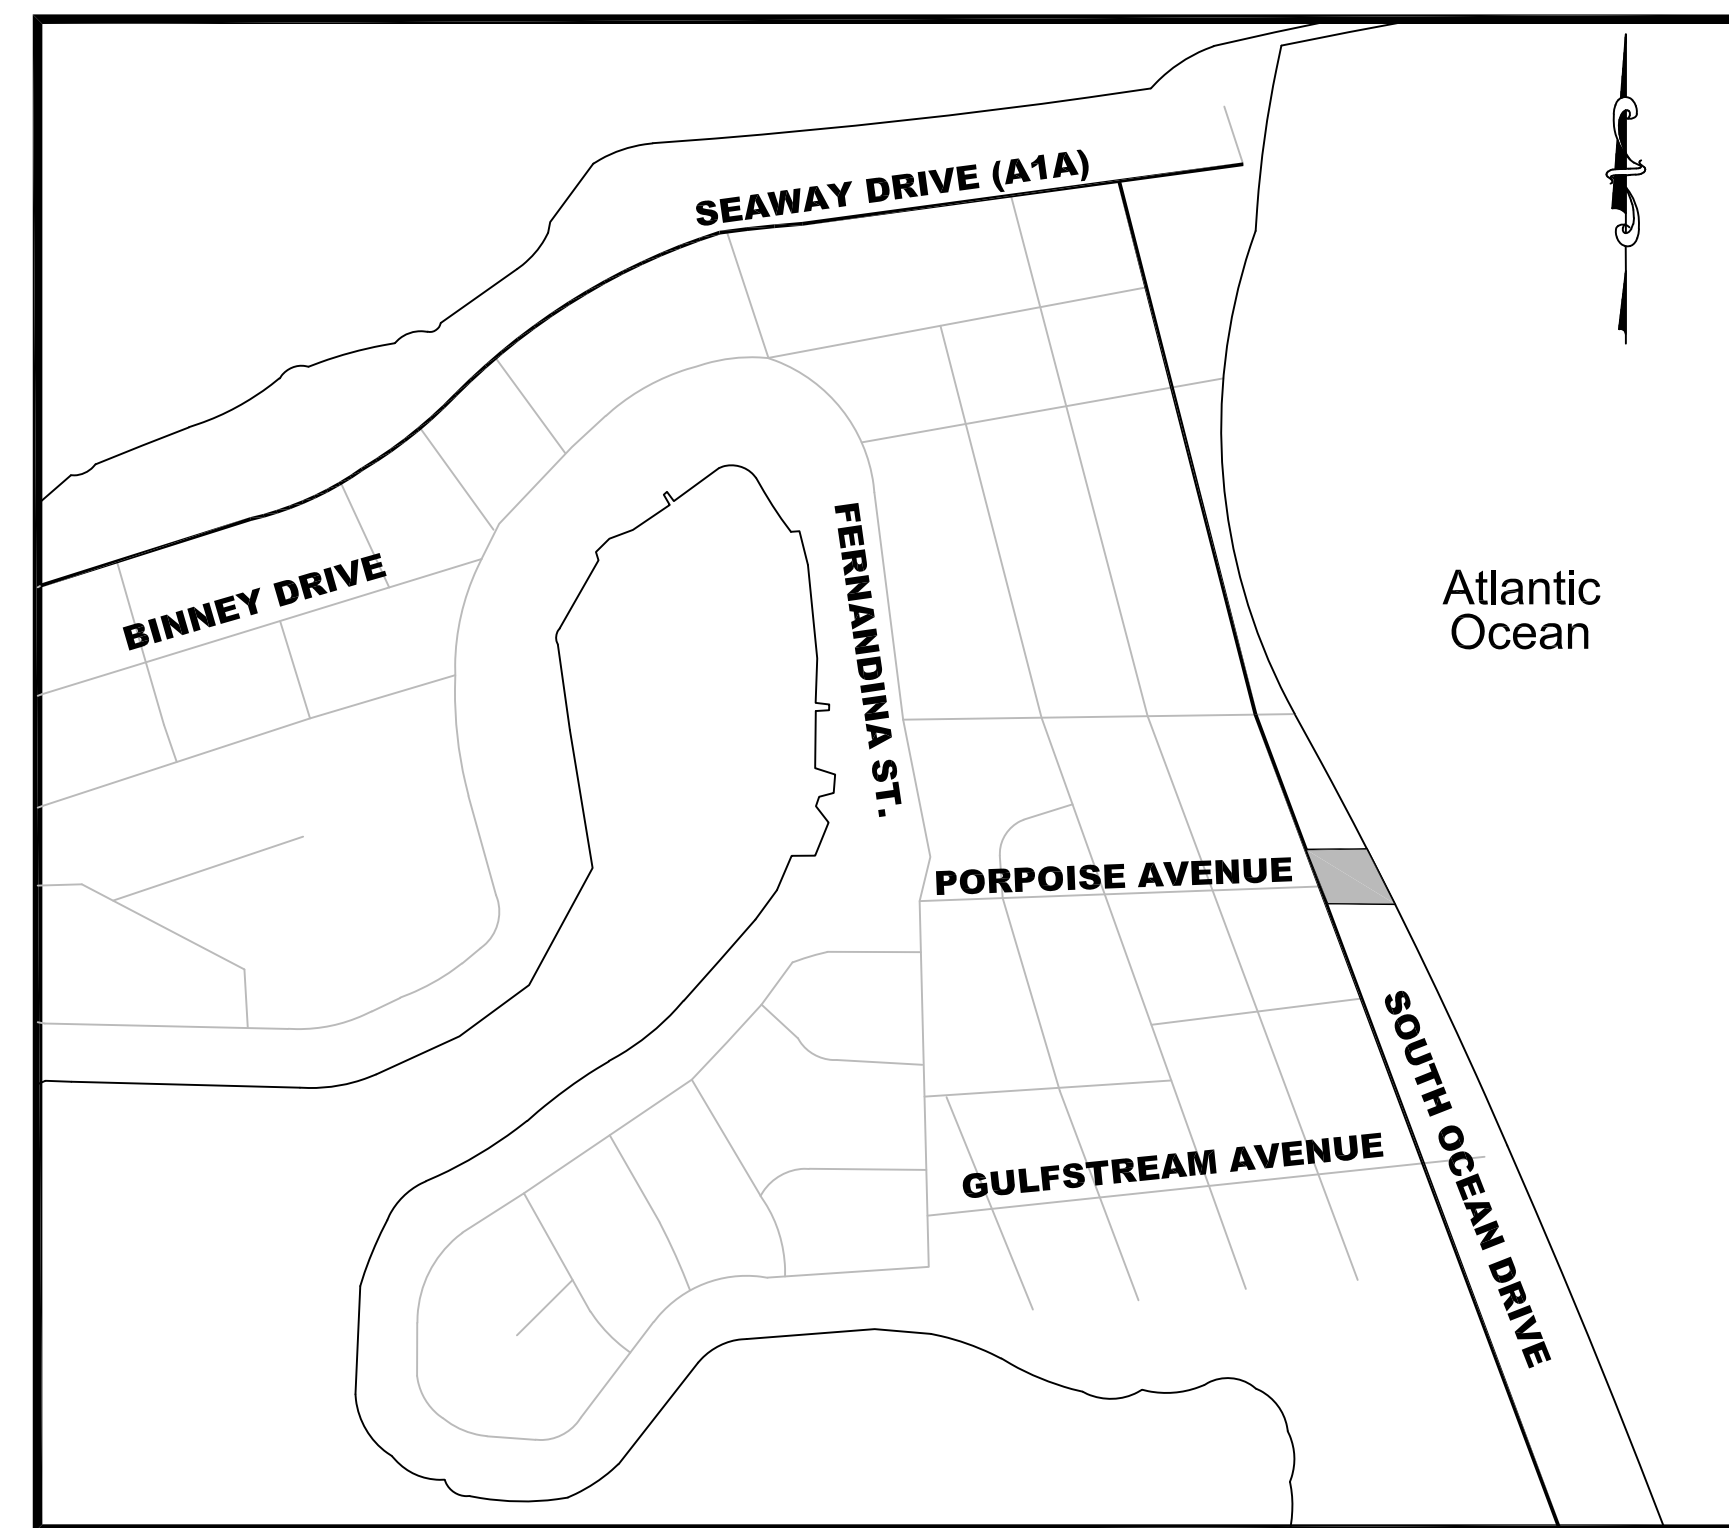 SEAWAY DRIVE (A1A)
BINNEY DRIVE
FERNANDINA ST.
Atlantic
Ocean
PORPOISE AVENUE
SOUTH OCEAN DRIVE
GULFSTREAM AVENUE